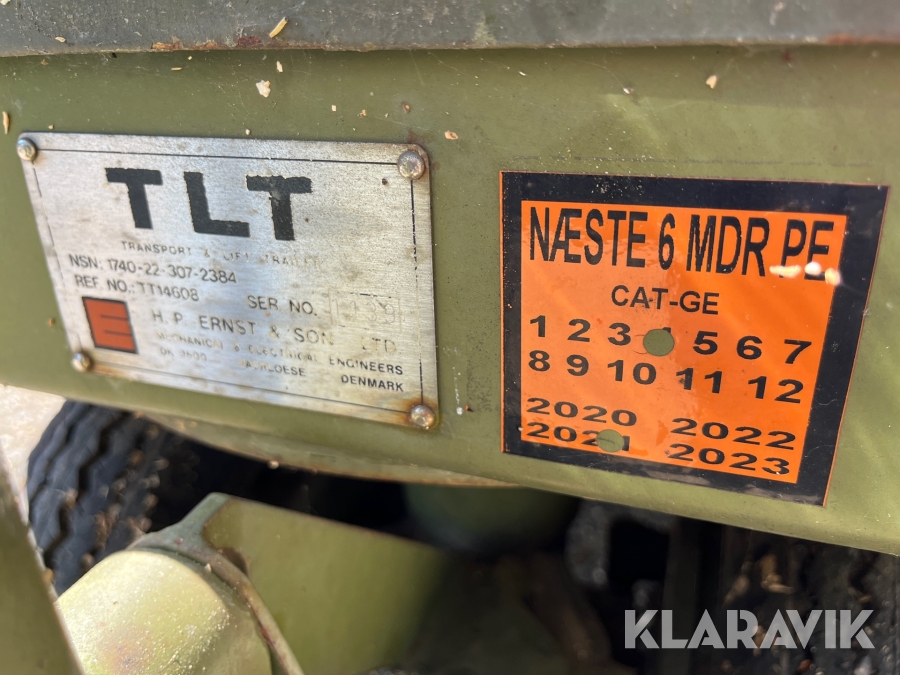 TLT
TRANSPORT & LIFT TRAILER
NSN: 1740-22-307-2384
REF NO.: TT14608 SER NO.
E
H. P. ERNST & SON LTD
MECHANICAL & ELECTRICAL ENGINEERS
DK DENMARK
NÆSTE 6 MDR PE
CAT-GE
1 2 3 5 6 7
8 9 10 11 12
2020 2022
2021 2023
KLARAVIK